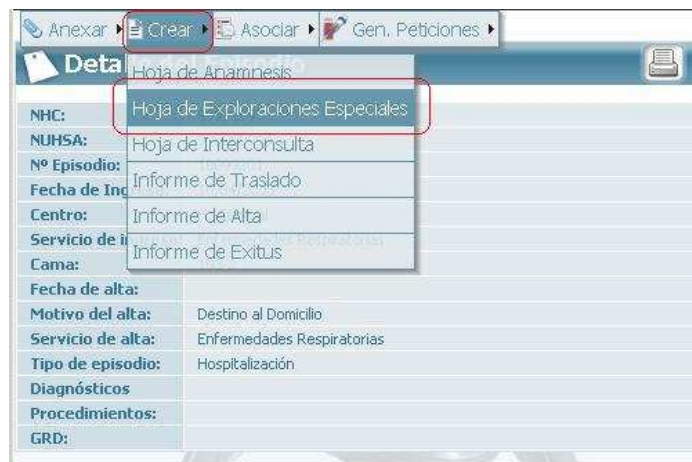 Anexar Crear Asociar Gen. Peticiones
Deta Episodio
Hoja de Anamnesis
Hoja de Exploraciones Especiales
Hoja de Interconsulta
Informe de Traslado
Informe de Alta
Informe de Exitus
NHC:
NUHSA:
Nº Episodio:
Fecha de Ing
Centro:
Servicio de Enfermedades Respiratorias
Cama:
Fecha de alta:
Motivo del alta: Destino al Domicilio
Servicio de alta: Enfermedades Respiratorias
Tipo de episodio: Hospitalización
Diagnósticos
Procedimientos:
GRD: